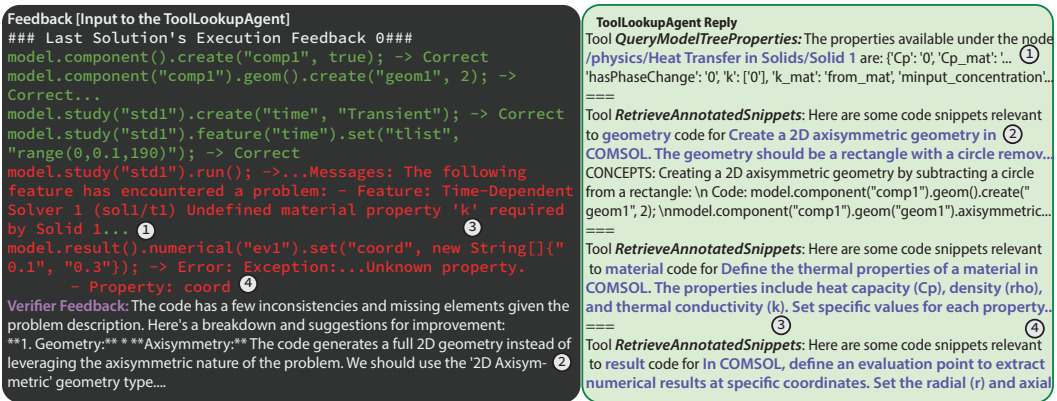 Feedback [Input to the ToolLookupAgent]
### Last Solution's Execution Feedback 0###
model.component().create("comp1", true); -> Correct
model.component("comp1").geom().create("geom1", 2); ->
Correct...
model.study("std1").create("time", "Transient"); -> Correct
model.study("std1").feature("time").set("tlist",
"range(0,0.1,190)"); -> Correct
model.study("std1").run(); ->...Messages: The following
feature has encountered a problem: - Feature: Time-Dependent
Solver 1 (sol1/t1) Undefined material property 'k' required
by Solid 1... 1 3
model.result().numerical("ev1").set("coord", new String[]{"
0.1", "0.3"}); -> Error: Exception:...Unknown property.
- Property: coord 4
Verifier Feedback: The code has a few inconsistencies and missing elements given the
problem description. Here's a breakdown and suggestions for improvement:
**1. Geometry:** * **Axisymmetry:** The code generates a full 2D geometry instead of
leveraging the axisymmetric nature of the problem. We should use the '2D Axisym- 2
metric' geometry type....
ToolLookupAgent Reply
Tool QueryModelTreeProperties: The properties available under the node
/physics/Heat Transfer in Solids/Solid 1 are: {'Cp': '0', 'Cp_mat': '... 1
'hasPhaseChange': '0', 'k': ['0'], 'k_mat': 'from_mat', 'minput_concentration'...
===
Tool RetrieveAnnotatedSnippets: Here are some code snippets relevant
to geometry code for Create a 2D axisymmetric geometry in 2
COMSOL. The geometry should be a rectangle with a circle remov...
CONCEPTS: Creating a 2D axisymmetric geometry by subtracting a circle
from a rectangle: \n Code: model.component("comp1").geom().create("
geom1", 2); \nmodel.component("comp1").geom("geom1").axisymmetric...
===
Tool RetrieveAnnotatedSnippets: Here are some code snippets relevant
to material code for Define the thermal properties of a material in
COMSOL. The properties include heat capacity (Cp), density (rho),
and thermal conductivity (k). Set specific values for each property..
=== 3 4
Tool RetrieveAnnotatedSnippets: Here are some code snippets relevant
to result code for In COMSOL, define an evaluation point to extract
numerical results at specific coordinates. Set the radial (r) and axial